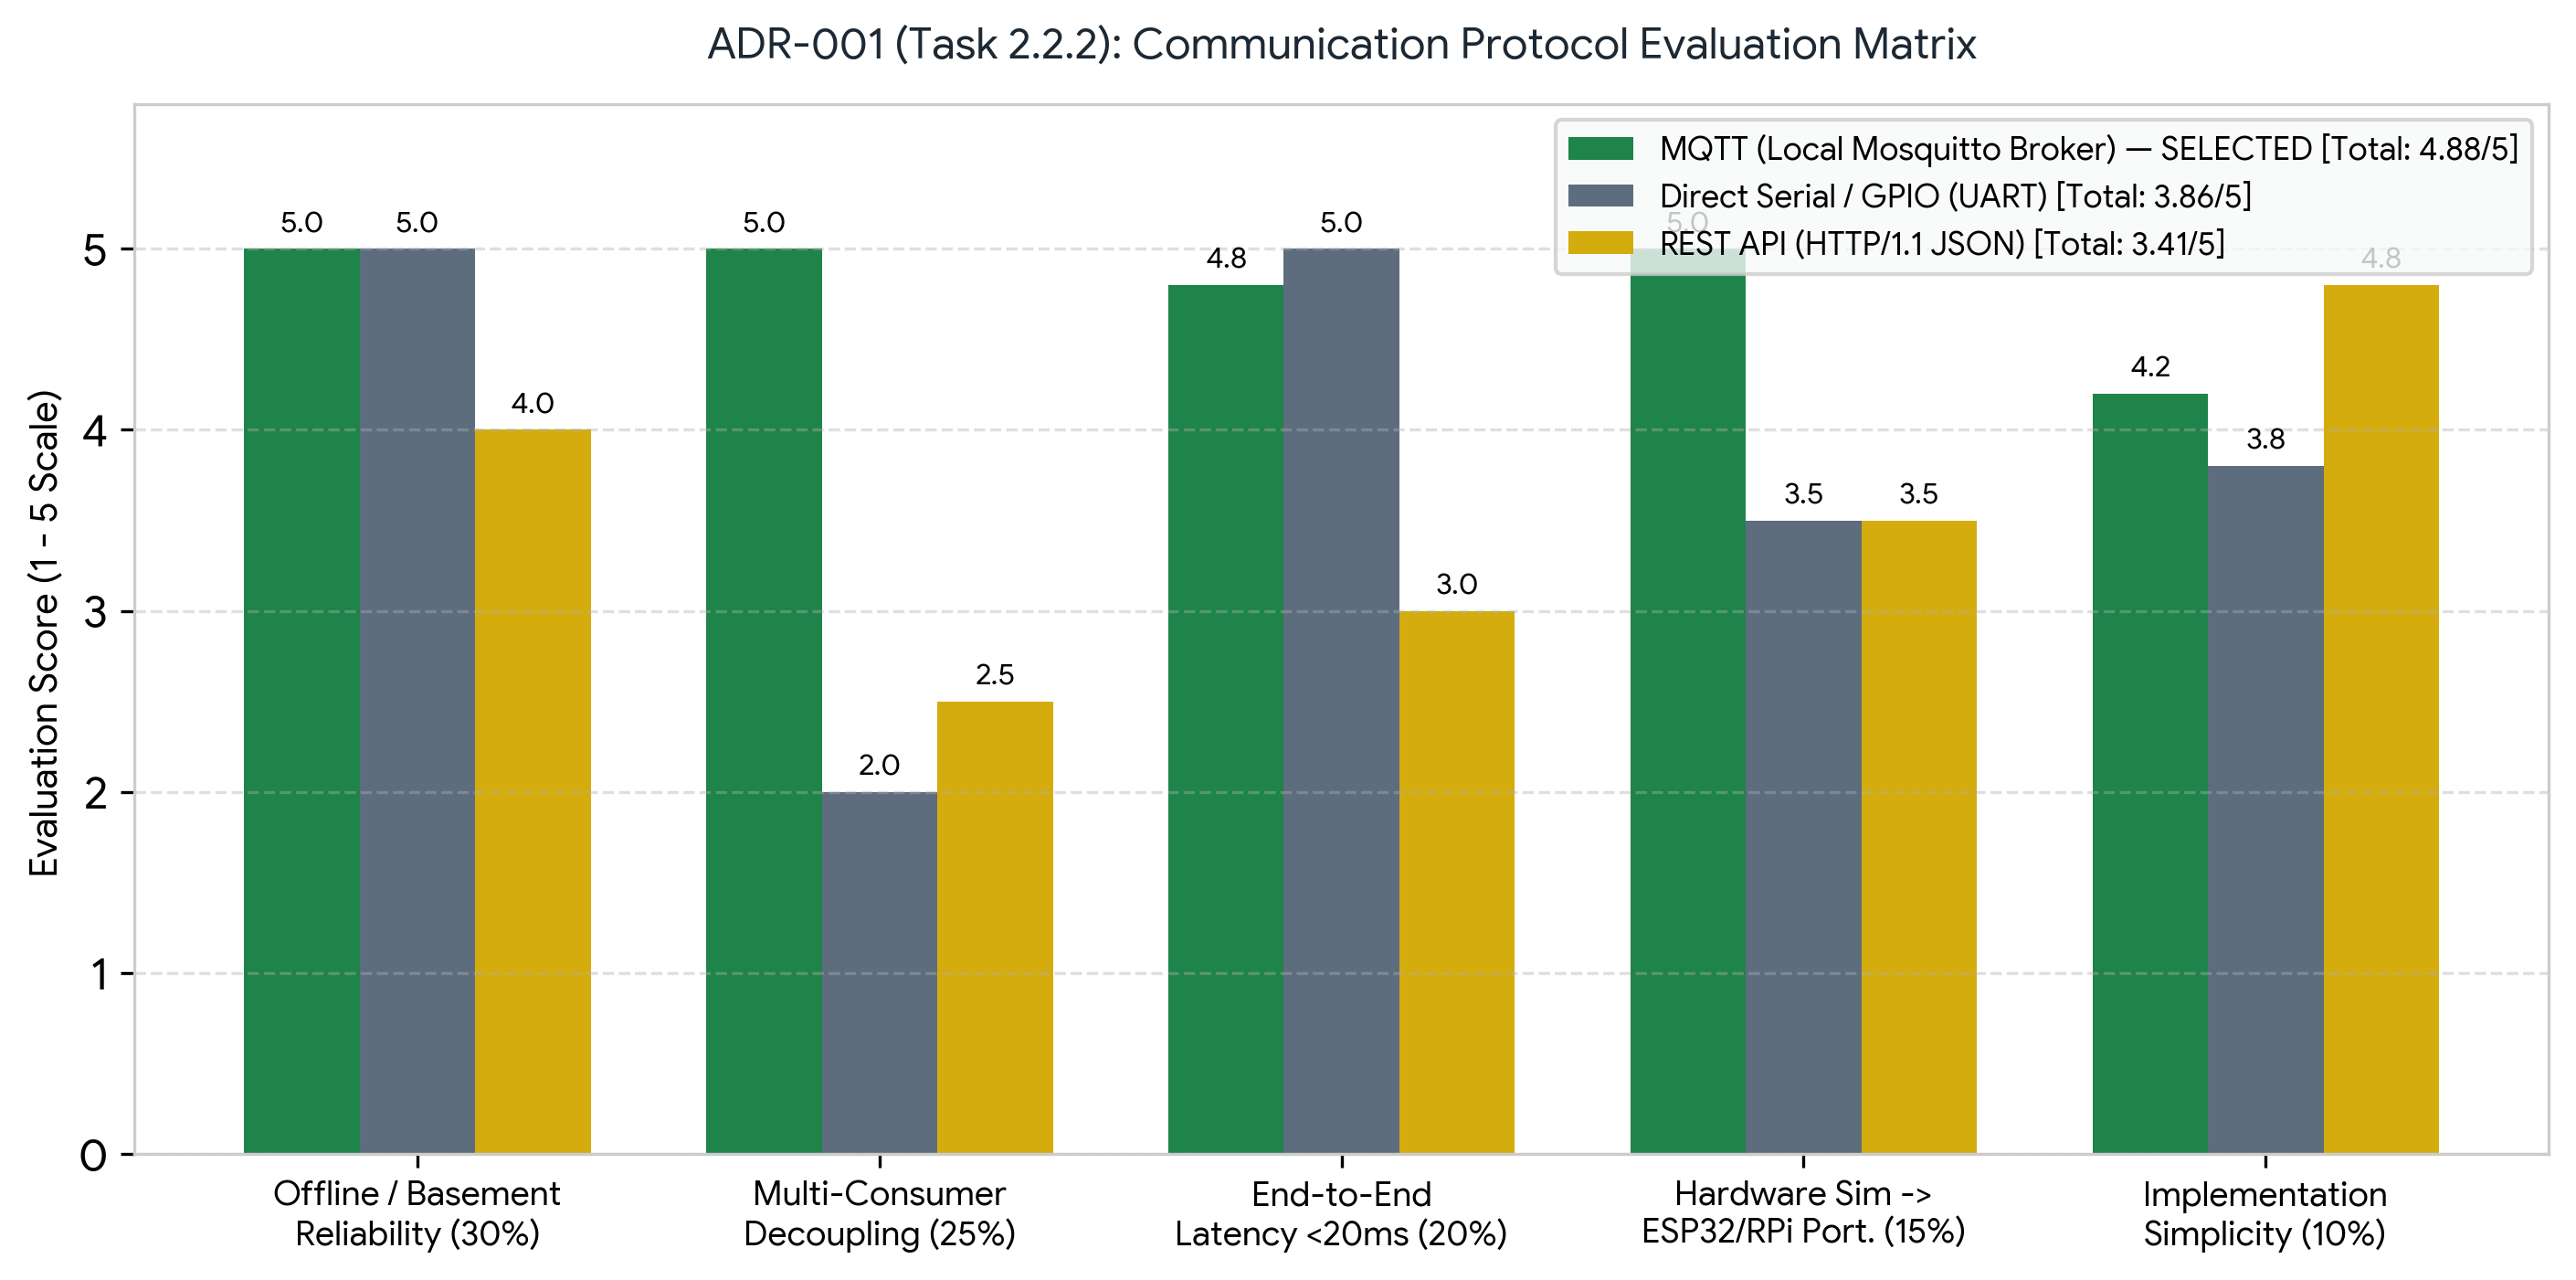 ADR-001 (Task 2.2.2): Communication Protocol Evaluation Matrix
MQTT (Local Mosquitto Broker) — SELECTED [Total: 4.88/5]
Direct Serial / GPIO (UART) [Total: 3.86/5]
REST API (HTTP/1.1 JSON) [Total: 3.41/5]
Evaluation Score (1 - 5 Scale)
5
4
3
2
1
0
5.0
5.0
4.0
5.0
2.0
2.5
4.8
5.0
3.0
5.0
3.5
3.5
4.2
3.8
4.8
Offline / Basement
Reliability (30%)
Multi-Consumer
Decoupling (25%)
End-to-End
Latency <20ms (20%)
Hardware Sim ->
ESP32/RPi Port. (15%)
Implementation
Simplicity (10%)